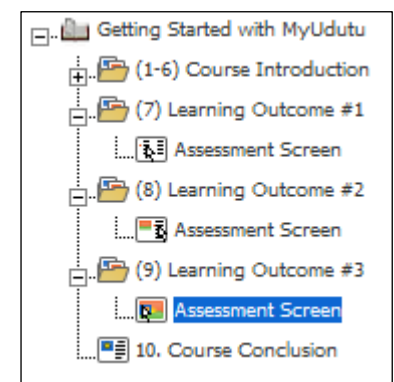 Getting Started with MyUdutu
(1-6) Course Introduction
(7) Learning Outcome #1
Assessment Screen
(8) Learning Outcome #2
Assessment Screen
(9) Learning Outcome #3
Assessment Screen
10. Course Conclusion